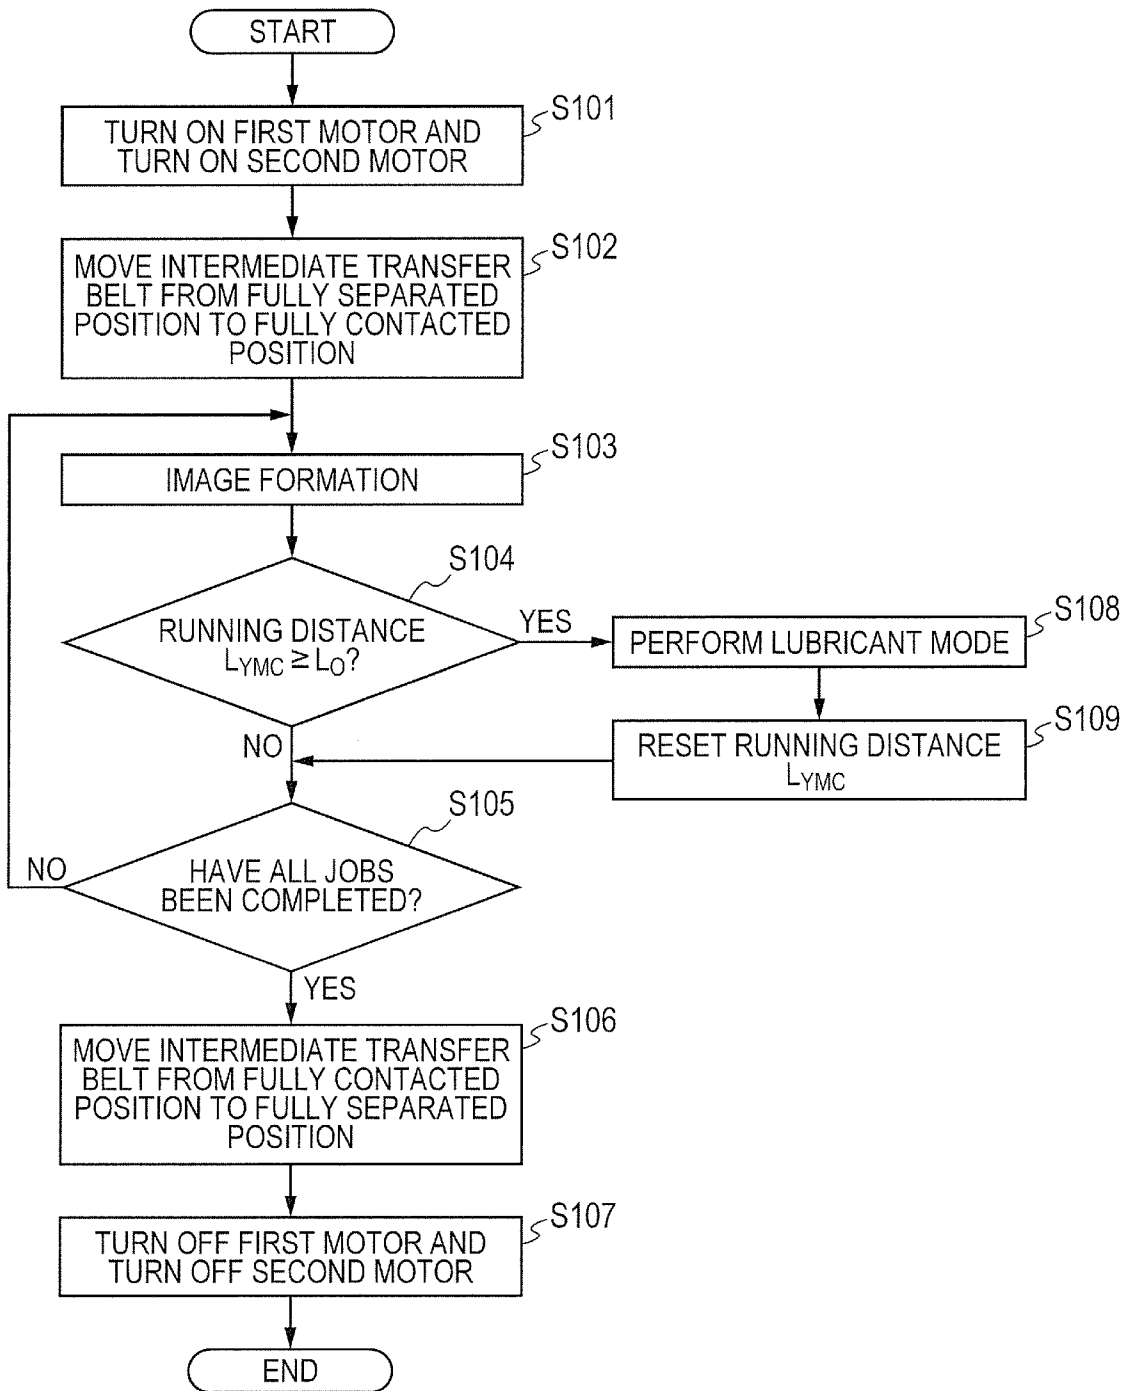 START
S101
TURN ON FIRST MOTOR AND
TURN ON SECOND MOTOR
S102
MOVE INTERMEDIATE TRANSFER
BELT FROM FULLY SEPARATED
POSITION TO FULLY CONTACTED
POSITION
S103
IMAGE FORMATION
S104
RUNNING DISTANCE
LYMC ≧ LO?
YES
S108
PERFORM LUBRICANT MODE
NO
S109
RESET RUNNING DISTANCE
LYMC
S105
HAVE ALL JOBS
BEEN COMPLETED?
NO
YES
S106
MOVE INTERMEDIATE TRANSFER
BELT FROM FULLY CONTACTED
POSITION TO FULLY SEPARATED
POSITION
S107
TURN OFF FIRST MOTOR AND
TURN OFF SECOND MOTOR
END